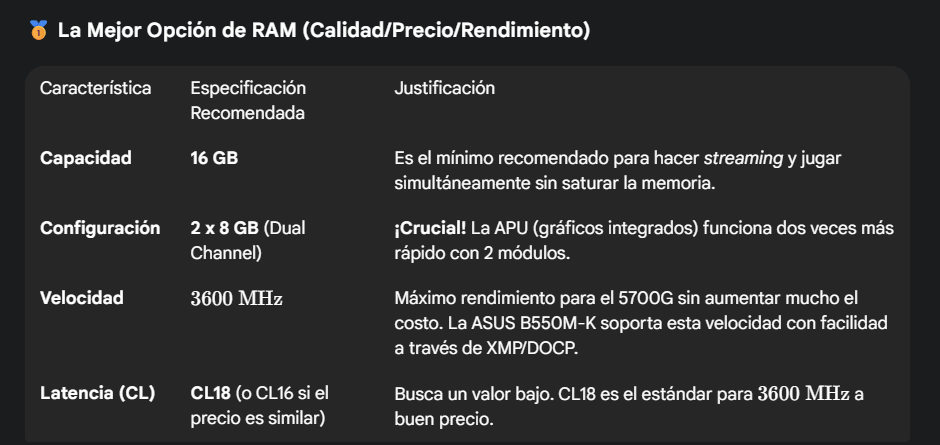 🥇 La Mejor Opción de RAM (Calidad/Precio/Rendimiento)
Característica
Especificación
Recomendada
Justificación
Capacidad
16 GB
Es el mínimo recomendado para hacer streaming y jugar
simultáneamente sin saturar la memoria.
Configuración
2 x 8 GB (Dual
Channel)
¡Crucial! La APU (gráficos integrados) funciona dos veces más
rápido con 2 módulos.
Velocidad
3600 MHz
Máximo rendimiento para el 5700G sin aumentar mucho el
costo. La ASUS B550M-K soporta esta velocidad con facilidad
a través de XMP/DOCP.
Latencia (CL)
CL18 (o CL16 si el
precio es similar)
Busca un valor bajo. CL18 es el estándar para 3600 MHz a
buen precio.